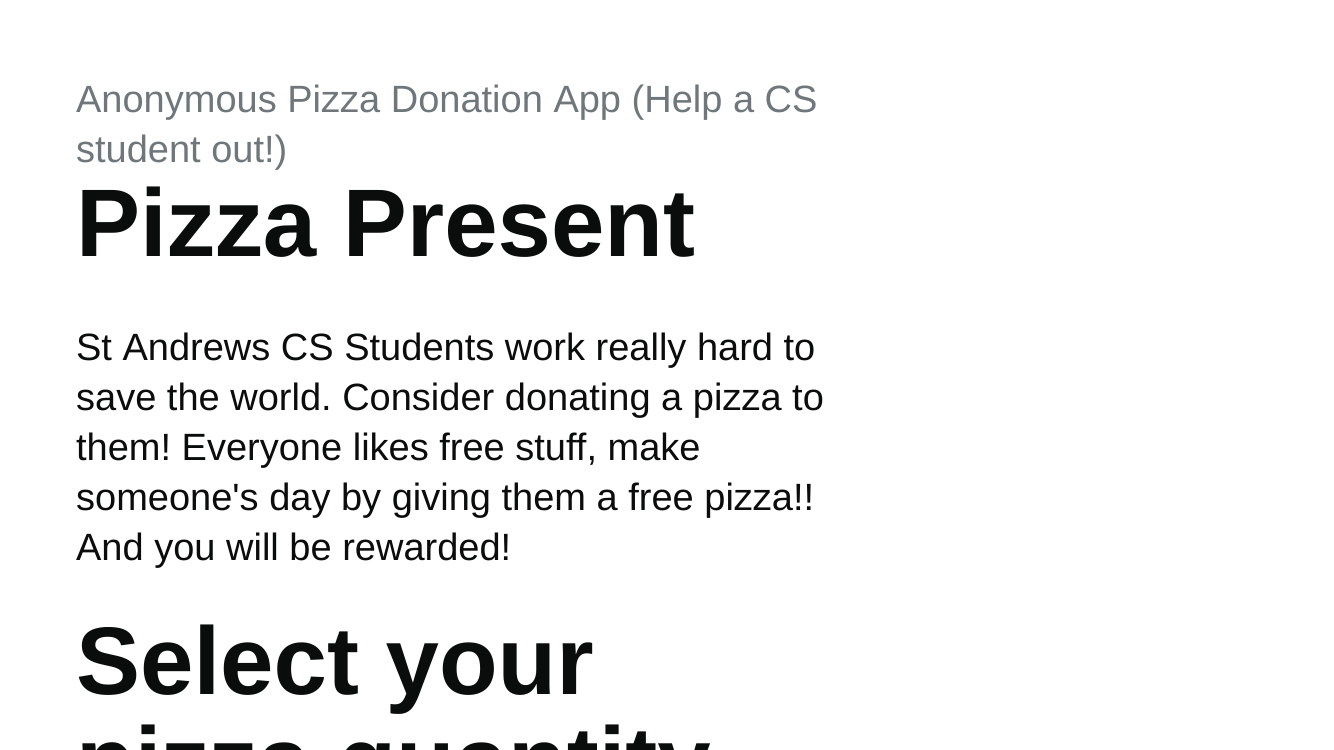 Anonymous Pizza Donation App (Help a CS
student out!)
Pizza Present
St Andrews CS Students work really hard to
save the world. Consider donating a pizza to
them! Everyone likes free stuff, make
someone's day by giving them a free pizza!!
And you will be rewarded!
Select your
pizza quantity